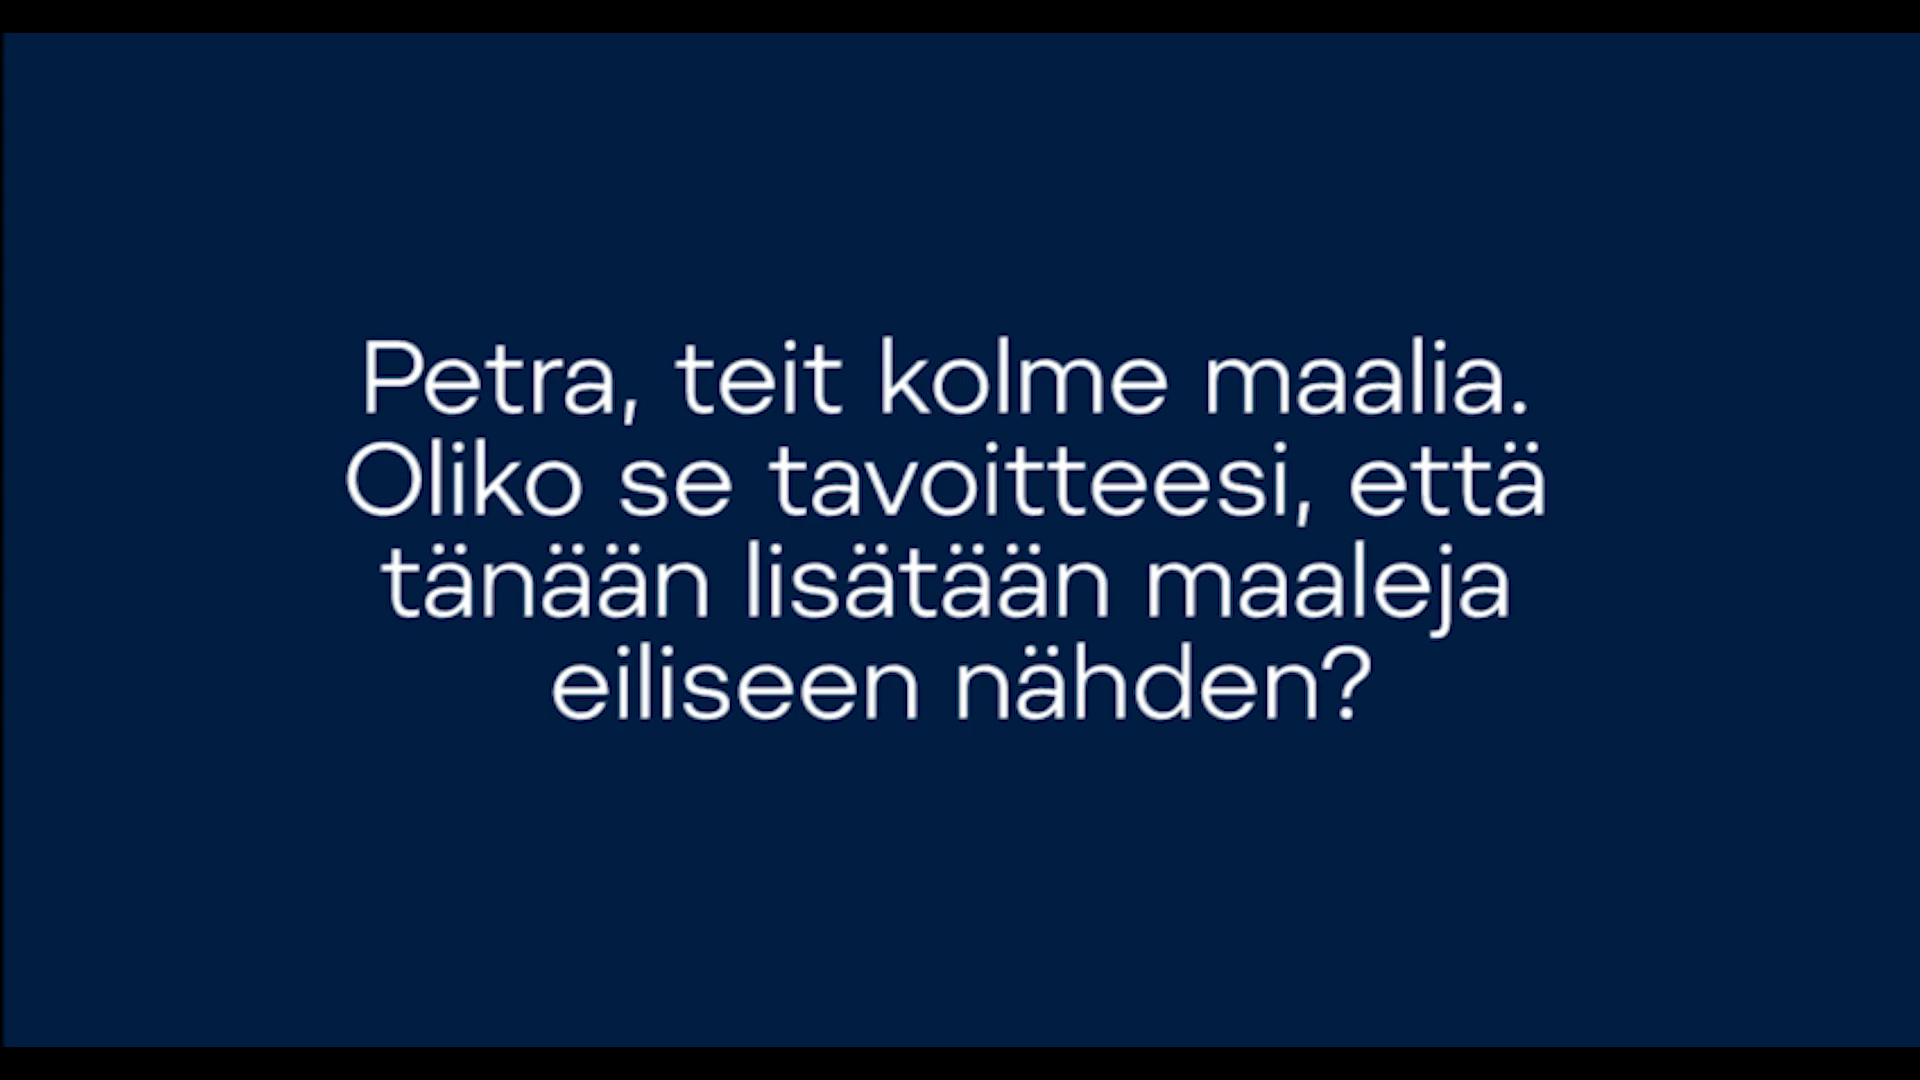 Petra, teit kolme maalia.
Oliko se tavoitteesi, että
tänään lisätään maaleja
eiliseen nähden?